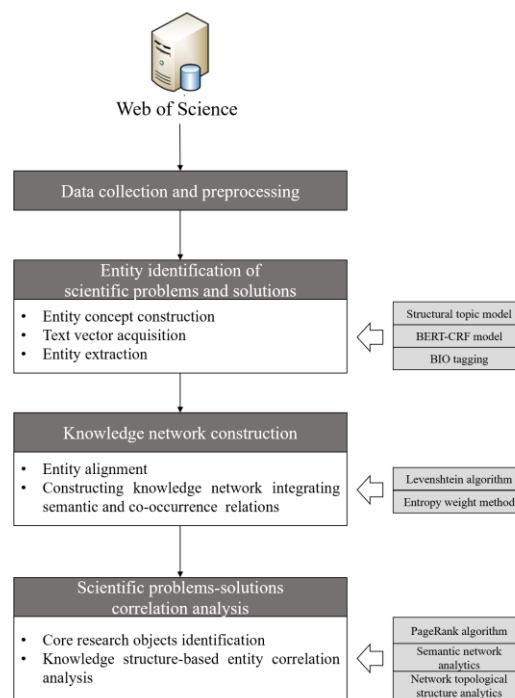 Web of Science
Data collection and preprocessing
Entity identification of
scientific problems and solutions
• Entity concept construction
• Text vector acquisition
• Entity extraction
Structural topic model
BERT-CRF model
BIO tagging
Knowledge network construction
• Entity alignment
• Constructing knowledge network integrating
semantic and co-occurrence relations
Levenshtein algorithm
Entropy weight method
Scientific problems-solutions
correlation analysis
• Core research objects identification
• Knowledge structure-based entity correlation
analysis
PageRank algorithm
Semantic network
analytics
Network topological
structure analytics